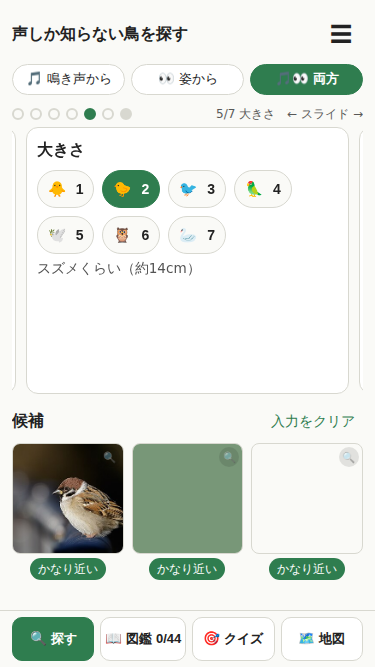 声しか知らない鳥を探す
🎵 鳴き声から
👀 姿から
🎵👀 両方
5/7 大きさ ← スライド →
大きさ
🐥 1
🐤 2
🐦 3
🦜 4
🕊️ 5
🦉 6
🦢 7
スズメくらい（約14cm）
候補
入力をクリア
かなり近い
かなり近い
かなり近い
🔍 探す
📖 図鑑 0/44
🎯 クイズ
🗺️ 地図